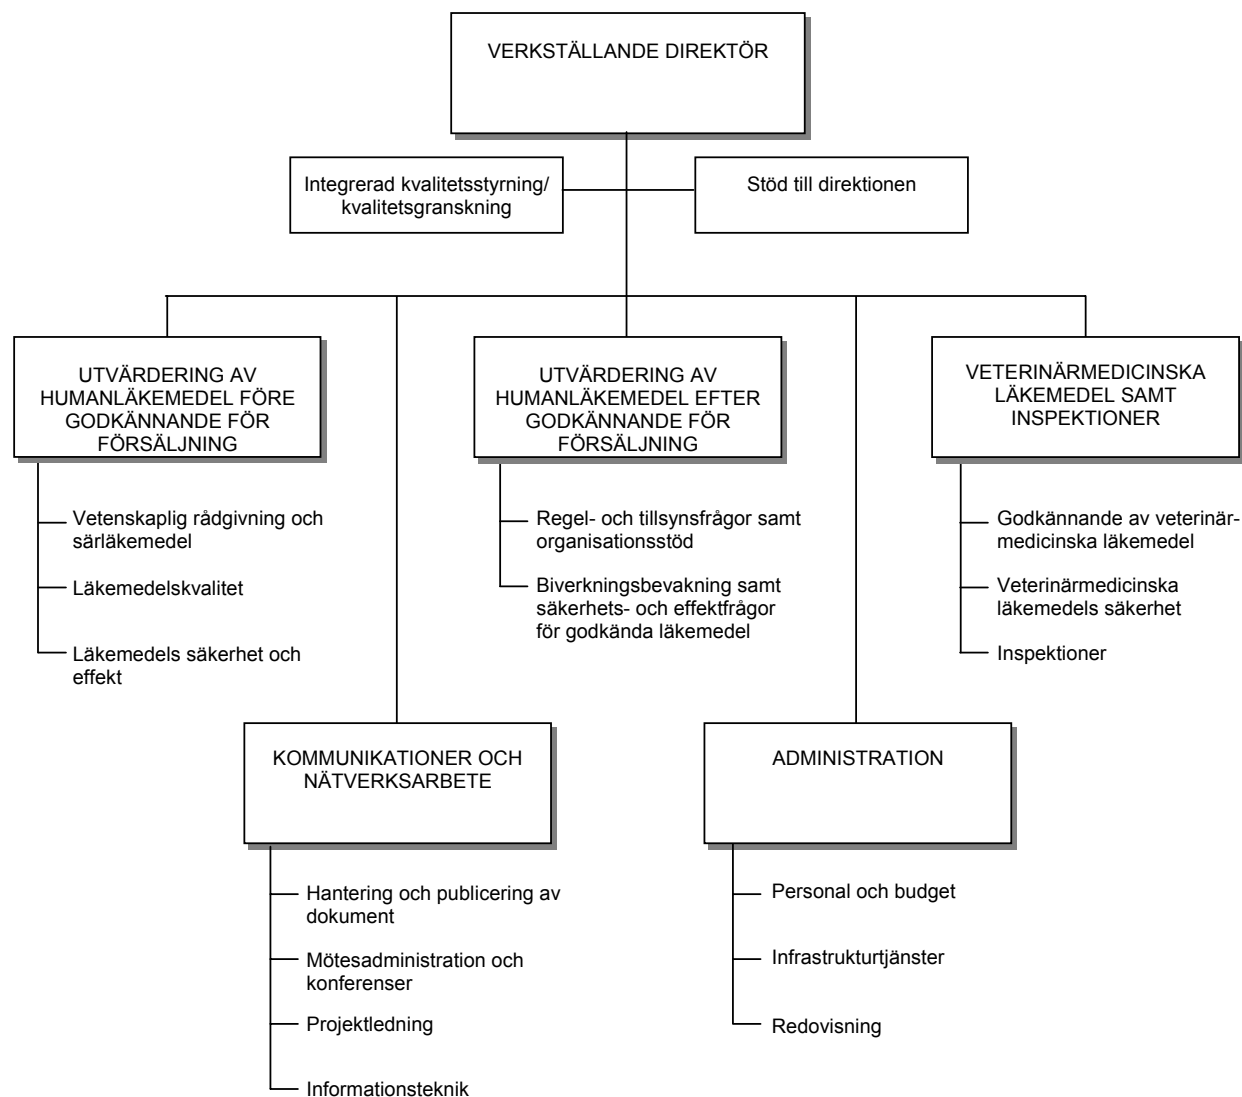 VERKSTÄLLANDE DIREKTÖR
Integrerad kvalitetsstyrning/
kvalitetsgranskning
Stöd till direktionen
UTVÄRDERING AV
HUMANLÄKEMEDEL FÖRE
GODKÄNNANDE FÖR
FÖRSÄLJNING
Vetenskaplig rådgivning och
särläkemedel
Läkemedelskvalitet
Läkemedels säkerhet och
effekt
UTVÄRDERING AV
HUMANLÄKEMEDEL EFTER
GODKÄNNANDE FÖR
FÖRSÄLJNING
Regel- och tillsynsfrågor samt
organisationsstöd
Biverkningsbevakning samt
säkerhets- och effektfrågor
för godkända läkemedel
VETERINÄRMEDICINSKA
LÄKEMEDEL SAMT
INSPEKTIONER
Godkännande av veterinär-
medicinska läkemedel
Veterinärmedicinska
läkemedels säkerhet
Inspektioner
KOMMUNIKATIONER OCH
NÄTVERKSARBETE
Hantering och publicering av
dokument
Mötesadministration och
konferenser
Projektledning
Informationsteknik
ADMINISTRATION
Personal och budget
Infrastrukturtjänster
Redovisning